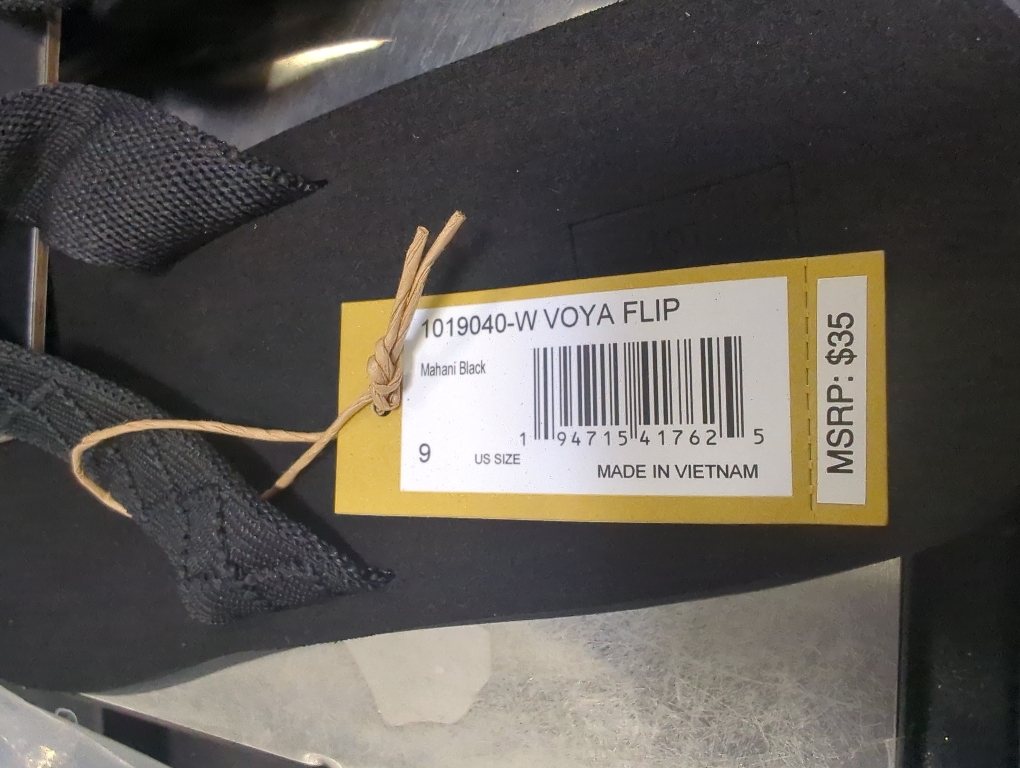 1019040-W VOYA FLIP
Mahani Black
1 94715 41762 5
9 US SIZE
MADE IN VIETNAM
MSRP: $35